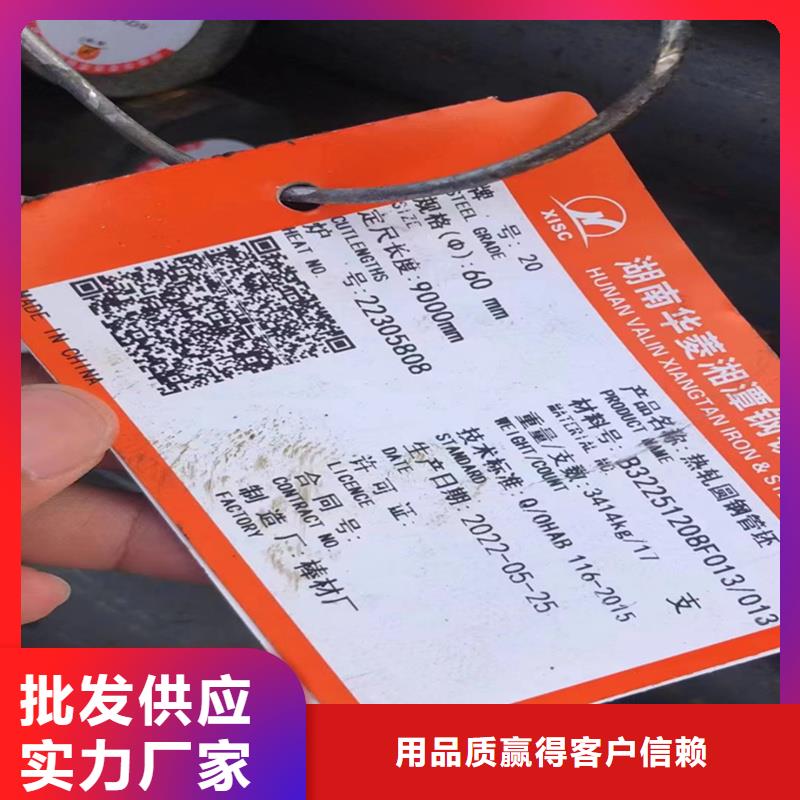 XISC
湖南华菱湘潭钢
HUNAN VALIN XIANGTAN IRON & ST
牌 号: 20
STEEL GRADE
规格(Φ): 60 mm
SIZE
定尺长度: 9000mm
CUTLENGTHS
炉 号: 22305808
HEAT NO.
产品名称: 热轧圆钢管坯
PRODUCT NAME
材料号: B32251208F013/013
MATERIAL NO
重量/支数 3414kg/17 支
WEIGHT/COUNT
技术标准: Q/OHAB 116-2015
STANDARD
生产日期: 2022-05-25
DATE
许可证:
LICENCE
合同号:
CONTRACT NO.
制造厂 棒材厂
FACTORY
MADE IN CHINA
批发供应
实力厂家
用品质赢得客户信赖